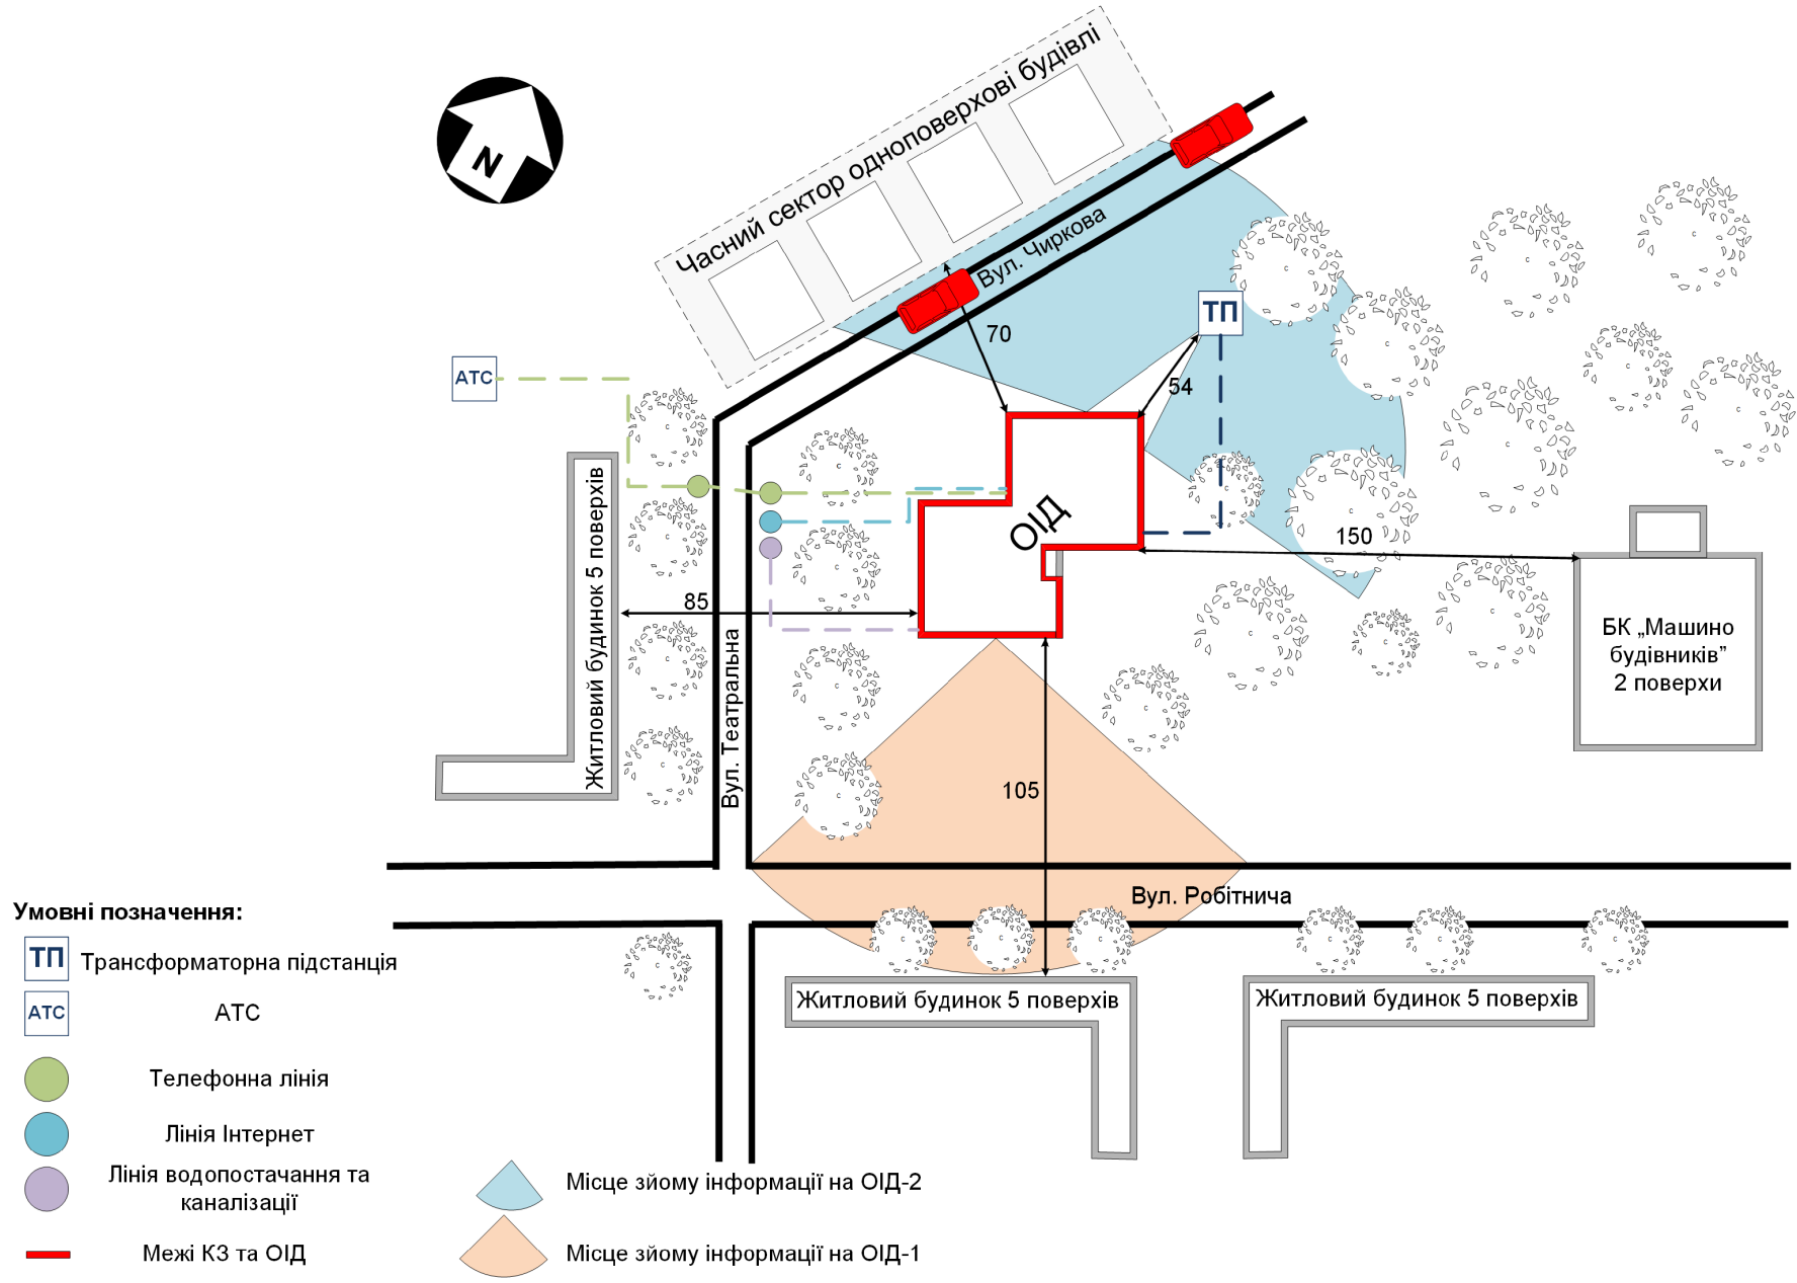 Часний сектор одноповерхові будівлі
N
Вул. Чиркова
ТП
70
54
АТС
ОІД
150
Житловий будинок 5 поверхів
85
Вул. Театральна
БК „Машино
будівників”
2 поверхи
105
Вул. Робітнича
Житловий будинок 5 поверхів
Житловий будинок 5 поверхів
Умовні позначення:
ТП Трансформаторна підстанція
АТС АТС
Телефонна лінія
Лінія Інтернет
Лінія водопостачання та
каналізації
Межі КЗ та ОІД
Місце зйому інформації на ОІД-2
Місце зйому інформації на ОІД-1